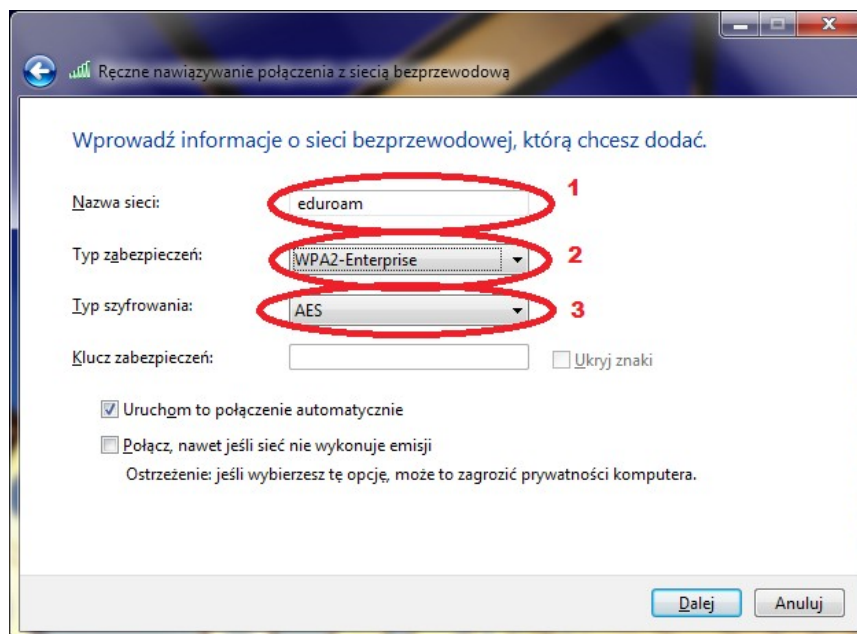 Ręczne nawiązywanie połączenia z siecią bezprzewodową
Wprowadź informacje o sieci bezprzewodowej, którą chcesz dodać.
Nazwa sieci: eduroam 1
Typ zabezpieczeń: WPA2-Enterprise 2
Typ szyfrowania: AES 3
Klucz zabezpieczeń: Ukryj znaki
Uruchom to połączenie automatycznie
Połącz, nawet jeśli sieć nie wykonuje emisji
Ostrzeżenie: jeśli wybierzesz tę opcję, może to zagrozić prywatności komputera.
Dalej Anuluj